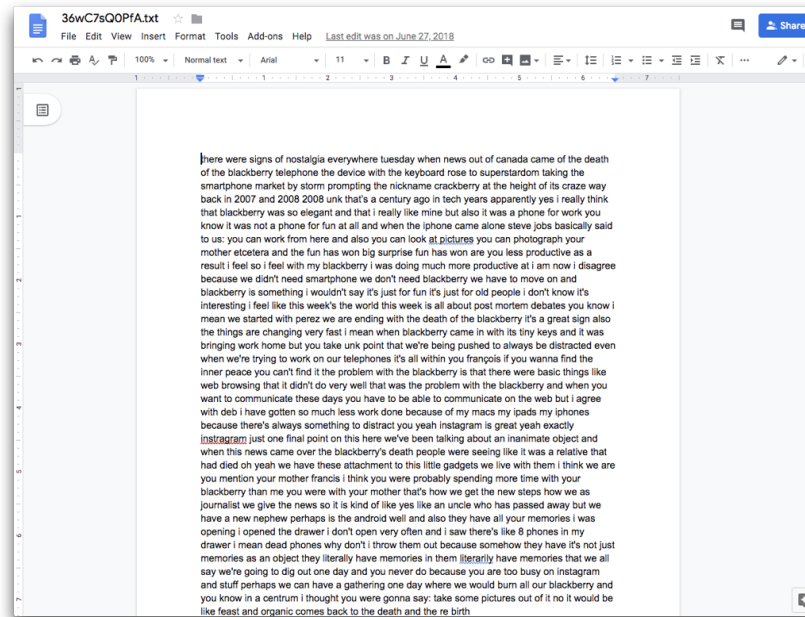 36wC7sQ0PfA.txt
File Edit View Insert Format Tools Add-ons Help Last edit was on June 27, 2018
Share
100% Normal text Arial 11 B I U A
1 1 2 3 4 5 6 7
there were signs of nostalgia everywhere tuesday when news out of canada came of the death
of the blackberry telephone the device with the keyboard rose to superstardom taking the
smartphone market by storm prompting the nickname crackberry at the height of its craze way
back in 2007 and 2008 2008 unk that's a century ago in tech years apparently yes i really think
that blackberry was so elegant and that i really like mine but also it was a phone for work you
know it was not a phone for fun at all and when the iphone came alone steve jobs basically said
to us: you can work from here and also you can look at pictures you can photograph your
mother etcetera and the fun has won big surprise fun has won are you less productive as a
result i feel so i feel with my blackberry i was doing much more productive at i am now i disagree
because we didn't need smartphone we don't need blackberry we have to move on and
blackberry is something i wouldn't say it's just for fun it's just for old people i don't know it's
interesting i feel like this week's the world this week is all about post mortem debates you know i
mean we started with perez we are ending with the death of the blackberry it's a great sign also
the things are changing very fast i mean when blackberry came in with its tiny keys and it was
bringing work home but you take unk point that we're being pushed to always be distracted even
when we're trying to work on our telephones it's all within you françois if you wanna find the
inner peace you can't find it the problem with the blackberry is that there were basic things like
web browsing that it didn't do very well that was the problem with the blackberry and when you
want to communicate these days you have to be able to communicate on the web but i agree
with deb i have gotten so much less work done because of my macs my ipads my iphones
because there's always something to distract you yeah instagram is great yeah exactly
instragram just one final point on this here we've been talking about an inanimate object and
when this news came over the blackberry's death people were seeing like it was a relative that
had died oh yeah we have these attachment to this little gadgets we live with them i think we are
you mention your mother francis i think you were probably spending more time with your
blackberry than me you were with your mother that's how we get the new steps how we as
journalist we give the news so it is kind of like yes like an uncle who has passed away but we
have a new nephew perhaps is the android well and also they have all your memories i was
opening i opened the drawer i don't open very often and i saw there's like 8 phones in my
drawer i mean dead phones why don't i throw them out because somehow they have it's not just
memories as an object they literally have memories in them literarily have memories that we all
say we're going to dig out one day and you never do because you are too busy on instagram
and stuff perhaps we can have a gathering one day where we would burn all our blackberry and
you know in a centrum i thought you were gonna say: take some pictures out of it no it would be
like feast and organic comes back to the death and the re birth